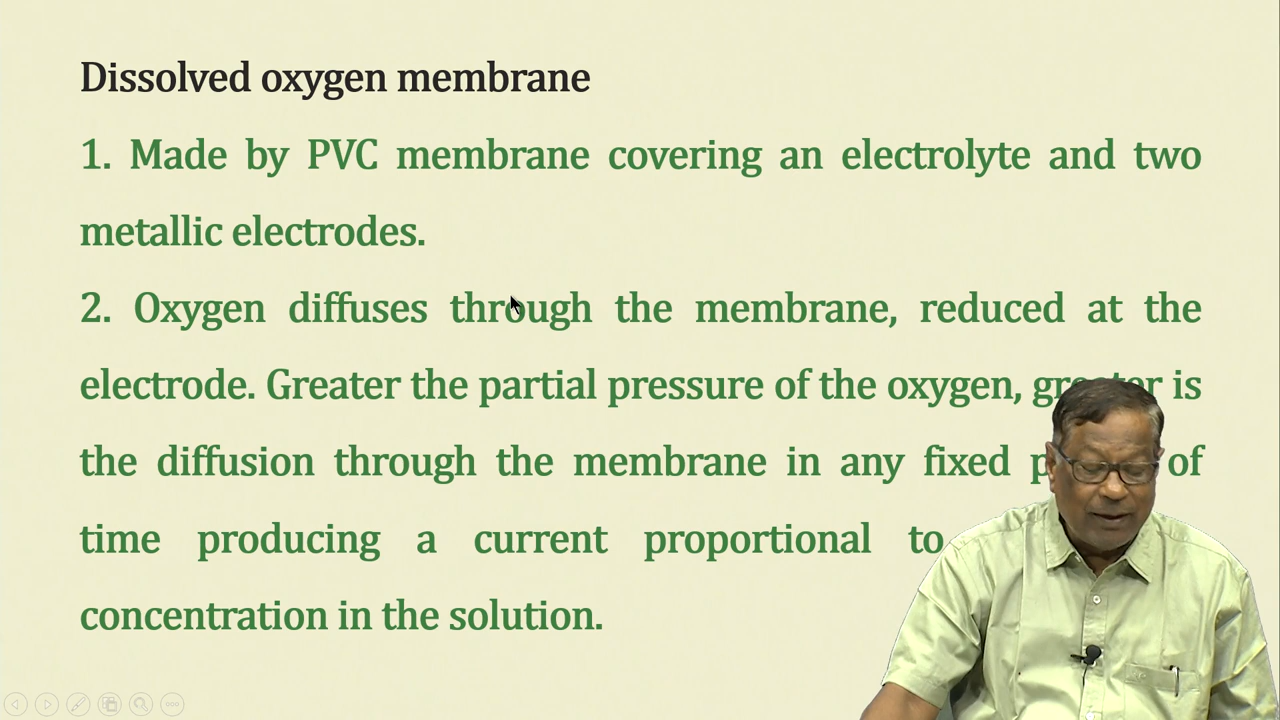 Dissolved oxygen membrane
1. Made by PVC membrane covering an electrolyte and two
metallic electrodes.
2. Oxygen diffuses through the membrane, reduced at the
electrode. Greater the partial pressure of the oxygen, greater is
the diffusion through the membrane in any fixed of
time producing a current proportional to
concentration in the solution.